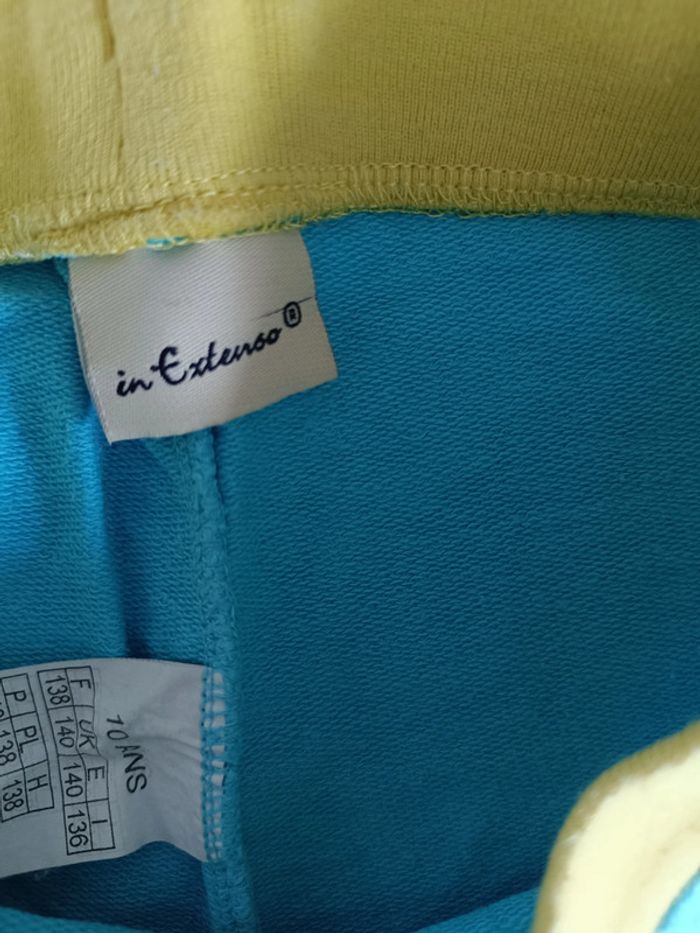 in Extenso®
10 ANS
F UK E I
138 140 140 136
P PL H
138 138